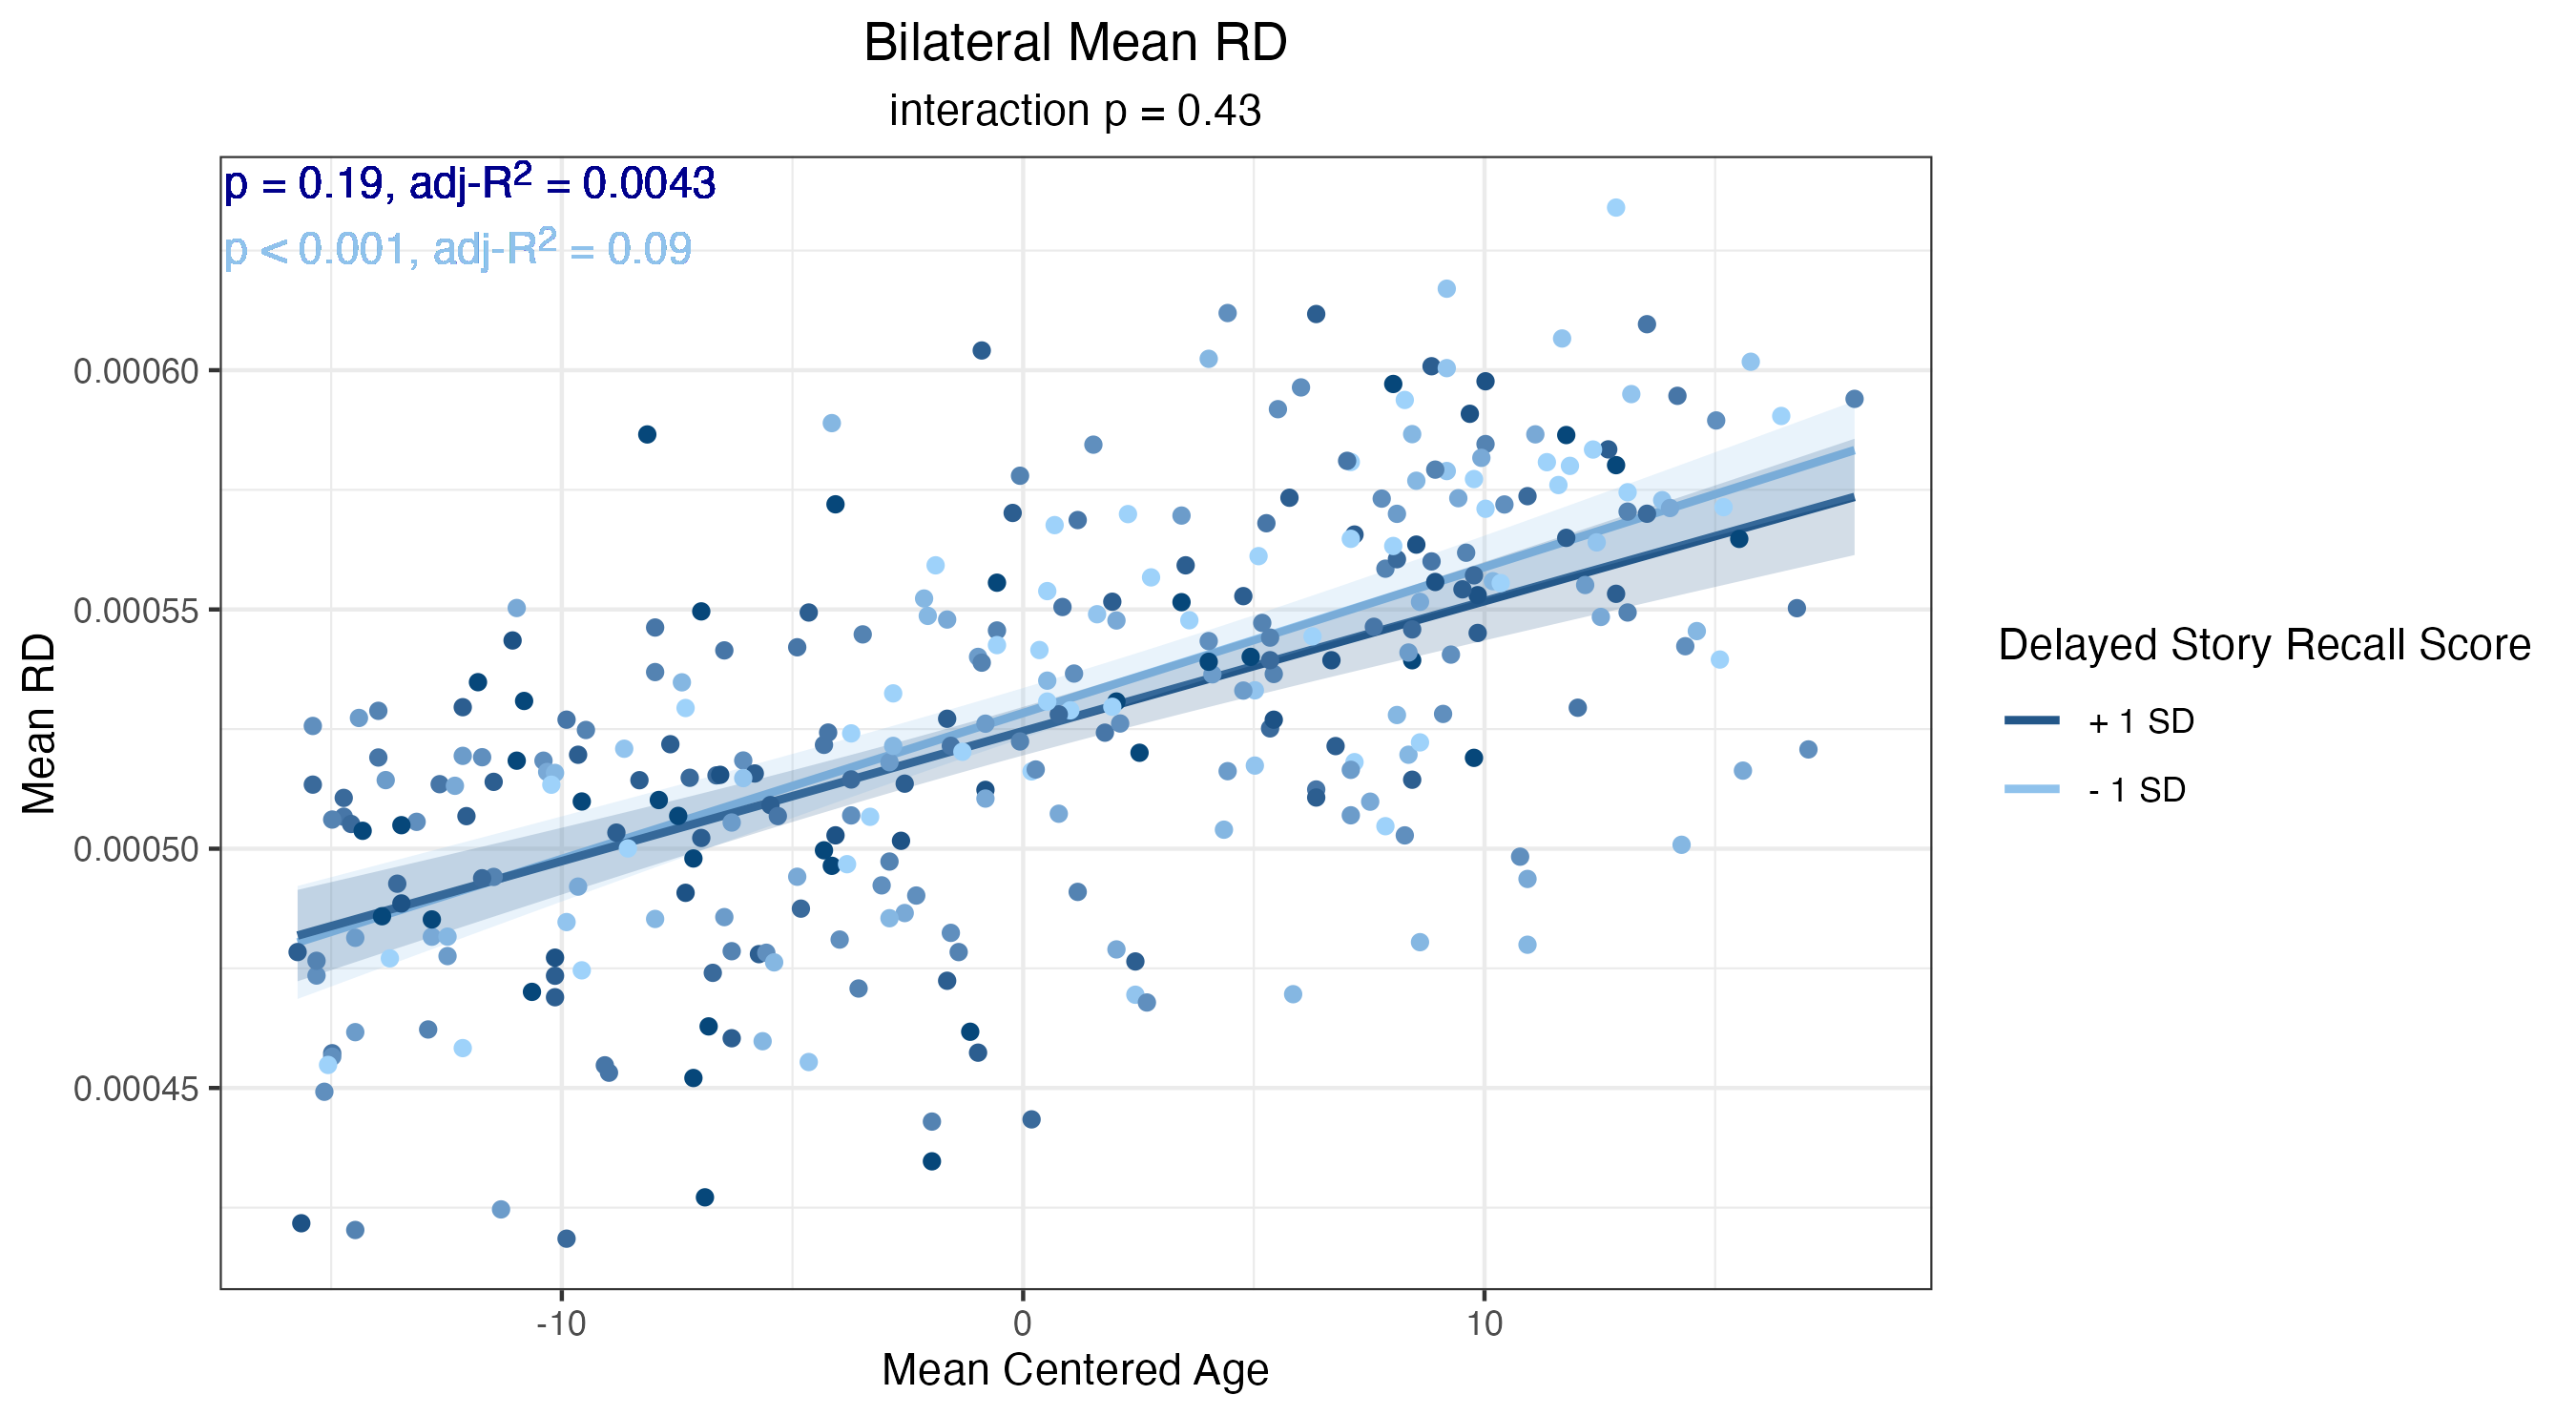 Bilateral Mean RD
interaction p = 0.43
p = 0.19, adj-R² = 0.0043
p < 0.001, adj-R² = 0.09
Mean RD
0.00060
0.00055
0.00050
0.00045
-10
0
10
Mean Centered Age
Delayed Story Recall Score
+ 1 SD
- 1 SD